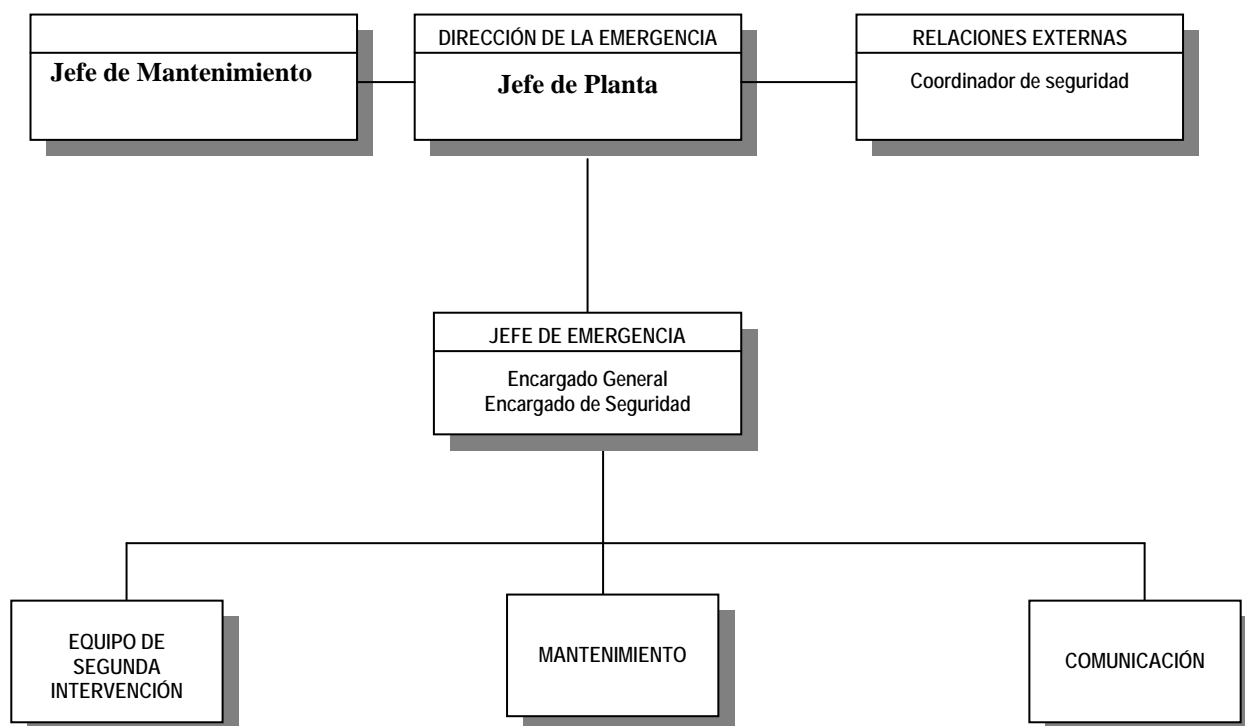 DIRECCIÓN DE LA EMERGENCIA
RELACIONES EXTERNAS
Jefe de Mantenimiento
Jefe de Planta
Coordinador de seguridad
JEFE DE EMERGENCIA
Encargado General
Encargado de Seguridad
EQUIPO DE
SEGUNDA
INTERVENCIÓN
MANTENIMIENTO
COMUNICACIÓN